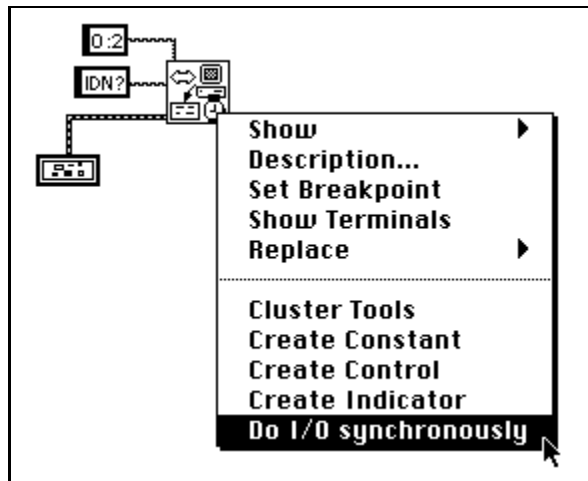 0:2
IDN?
Show
Description...
Set Breakpoint
Show Terminals
Replace
Cluster Tools
Create Constant
Create Control
Create Indicator
Do I/O synchronously